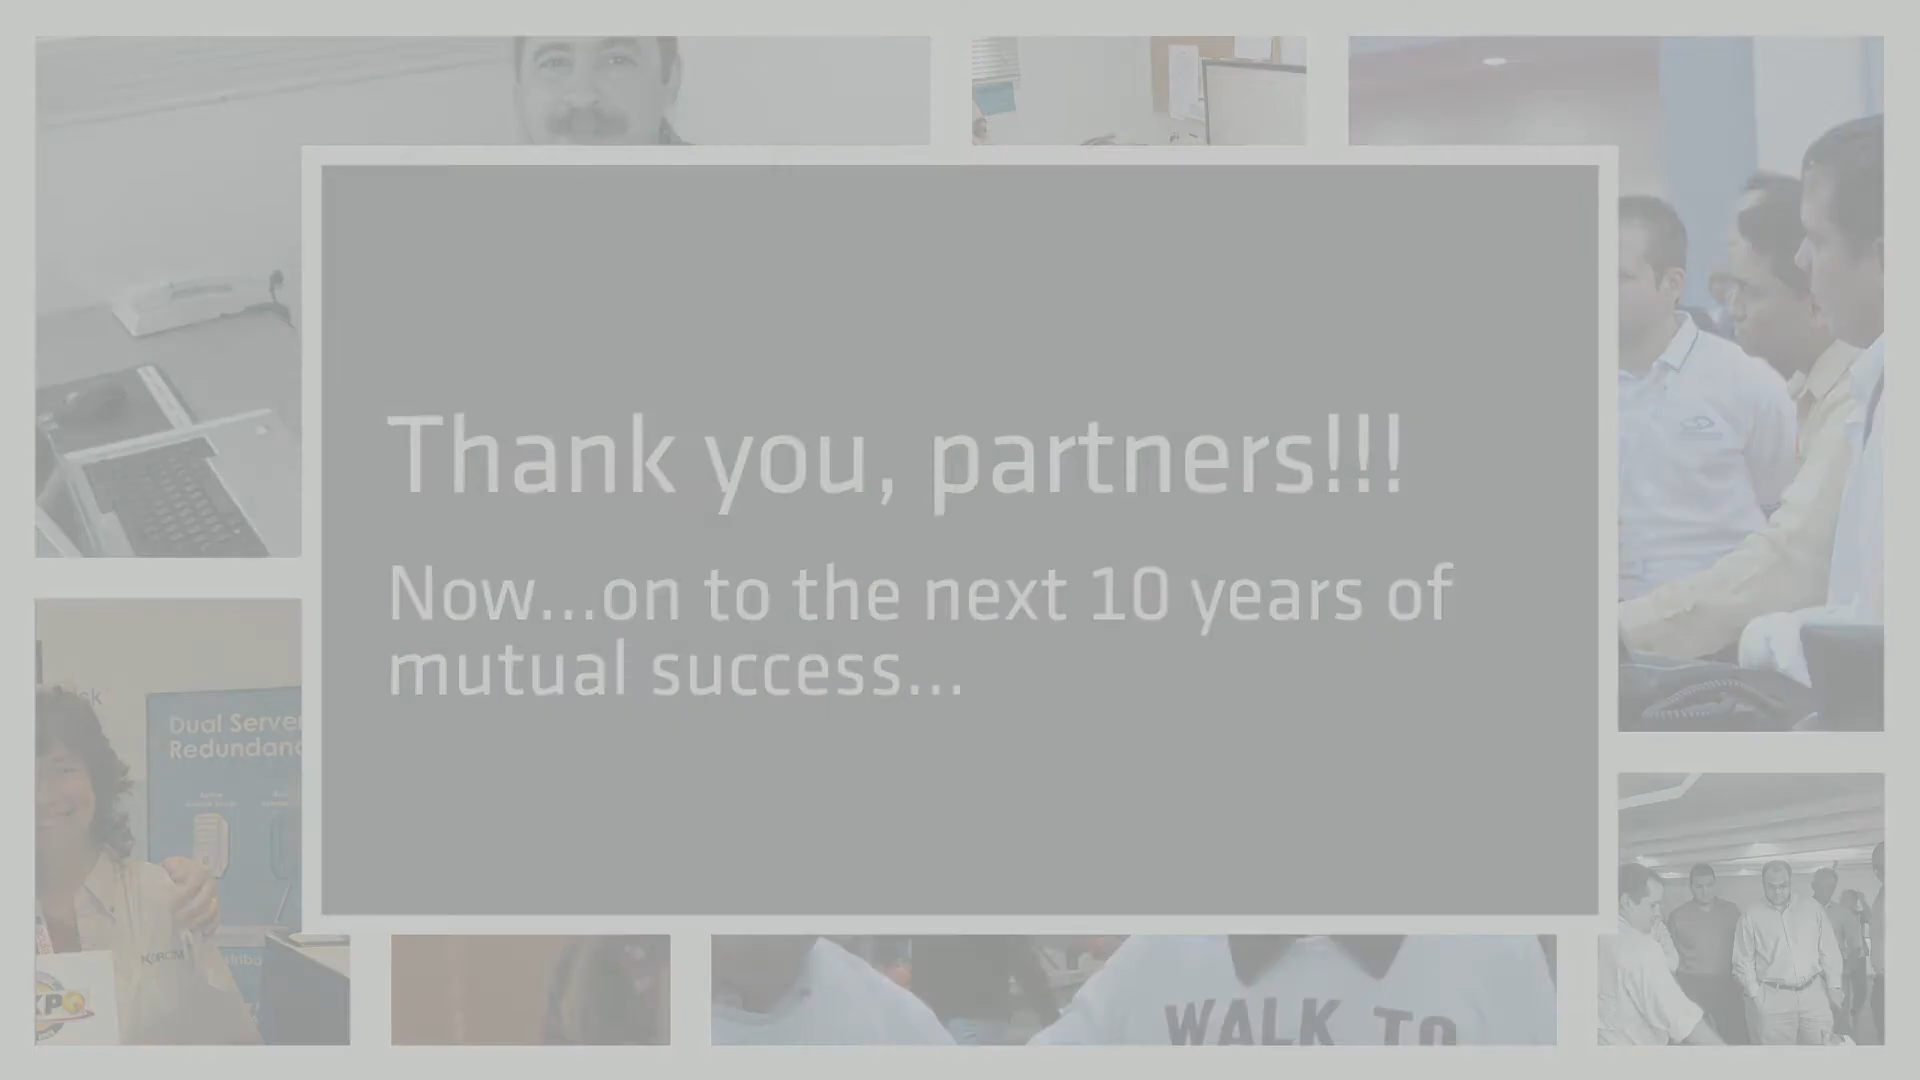 Thank you, partners!!!
Now...on to the next 10 years of
mutual success...
Dual Server
Redundanc
WALK TO